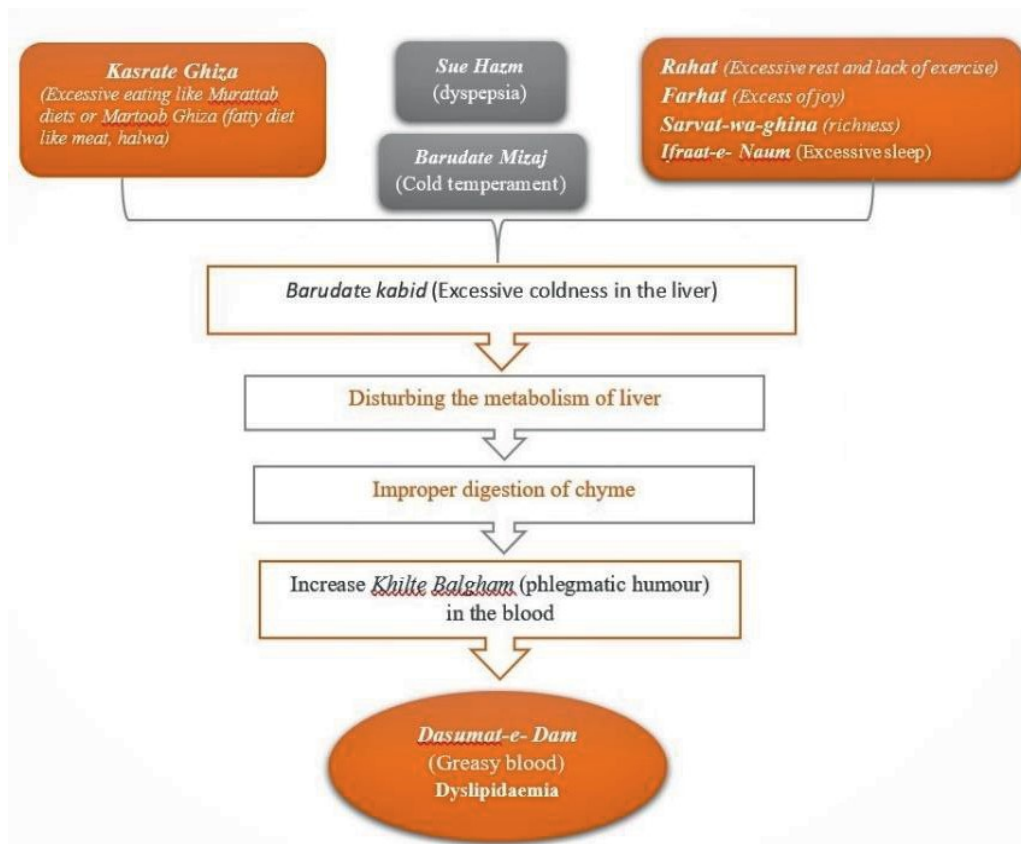 Kasrate Ghiza
(Excessive eating like Murattab
diets or Martoob Ghiza (fatty diet
like meat, halwa)
Sue Hazm
(dyspepsia)
Barudate Mizaj
(Cold temperament)
Rahat (Excessive rest and lack of exercise)
Farhat (Excess of joy)
Sarvat-wa-ghina (richness)
Ifraat-e- Naum (Excessive sleep)
Barudate kabid (Excessive coldness in the liver)
Disturbing the metabolism of liver
Improper digestion of chyme
Increase Khilte Balgham (phlegmatic humour)
in the blood
Dasumat-e- Dam
(Greasy blood)
Dyslipidaemia